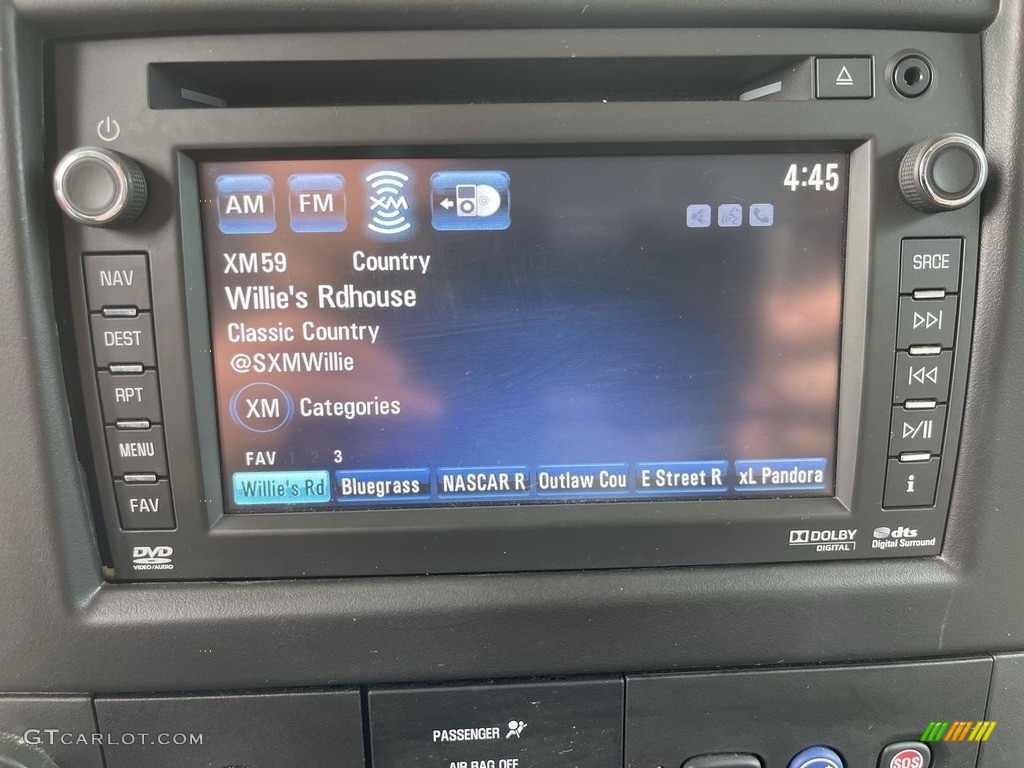 AM FM XM 4:45
XM59 Country
Willie's Rdhouse
Classic Country
@SXMWillie
XM Categories
FAV 1 2 3
Willie's Rd Bluegrass NASCAR R Outlaw Cou E Street R xL Pandora
NAV
DEST
RPT
MENU
FAV
SRCE
i
DVD
VIDEO/AUDIO
DOLBY
DIGITAL
dts
Digital Surround
PASSENGER
AIR BAG OFF
SOS
GTCARLOT.COM